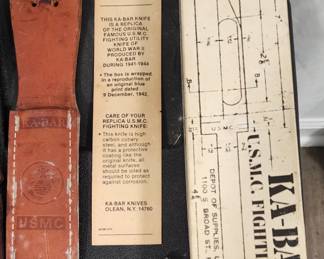 KA-BAR
USMC
THIS KA-BAR KNIFE
IS A REPLICA
OF THE ORIGINAL
FAMOUS U.S.M.C.
FIGHTING UTILITY
KNIFE OF
WORLD WAR II
PRODUCED BY
KA-BAR
DURING 1941-1944
• The box is wrapped
in a reproduction of
an original blue
print dated
9 December, 1942.
CARE OF YOUR
REPLICA U.S.M.C.
FIGHTING KNIFE:
• This knife is high
carbon cutlery
steel, and although
it has a protective
coating like the
original knife, all
metal surfaces
should be oiled as
required to protect
against corrosion.
KA-BAR KNIVES
OLEAN, N.Y. 14760
KA-BA
U.S.M.C. FIGHTI
DEPOT OF SUPPLIES, U
1100 S. BROAD ST.